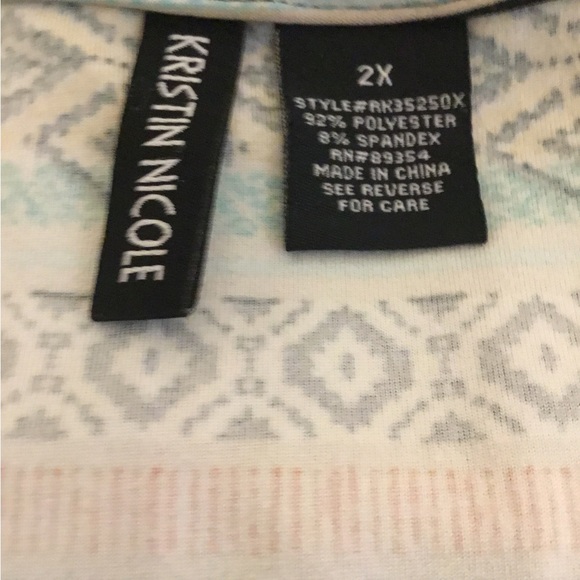 KRISTIN NICOLE
2X
STYLE#RK35250X
92% POLYESTER
8% SPANDEX
RN#89354
MADE IN CHINA
SEE REVERSE
FOR CARE